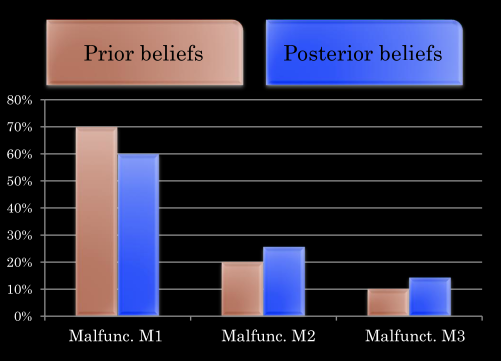 Prior beliefs
Posterior beliefs
80%
70%
60%
50%
40%
30%
20%
10%
0%
Malfunc. M1
Malfunc. M2
Malfunct. M3